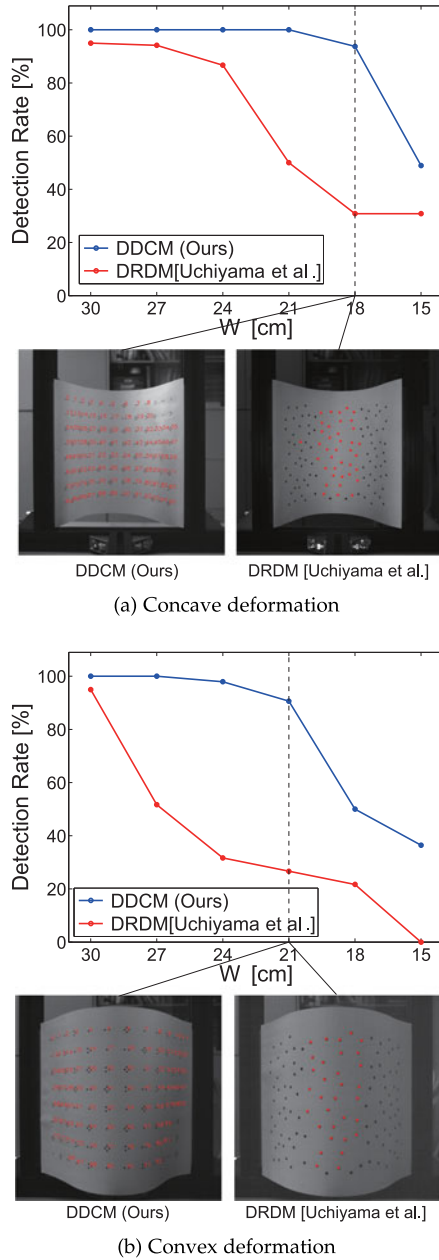 100
80
60
40
20
0
Detection Rate [%]
DDCM (Ours)
DRDM[Uchiyama et al.]
30 27 24 21 18 15
W [cm]
DDCM (Ours) DRDM [Uchiyama et al.]
(a) Concave deformation
100
80
60
40
20
0
Detection Rate [%]
DDCM (Ours)
DRDM[Uchiyama et al.]
30 27 24 21 18 15
W [cm]
DDCM (Ours) DRDM [Uchiyama et al.]
(b) Convex deformation